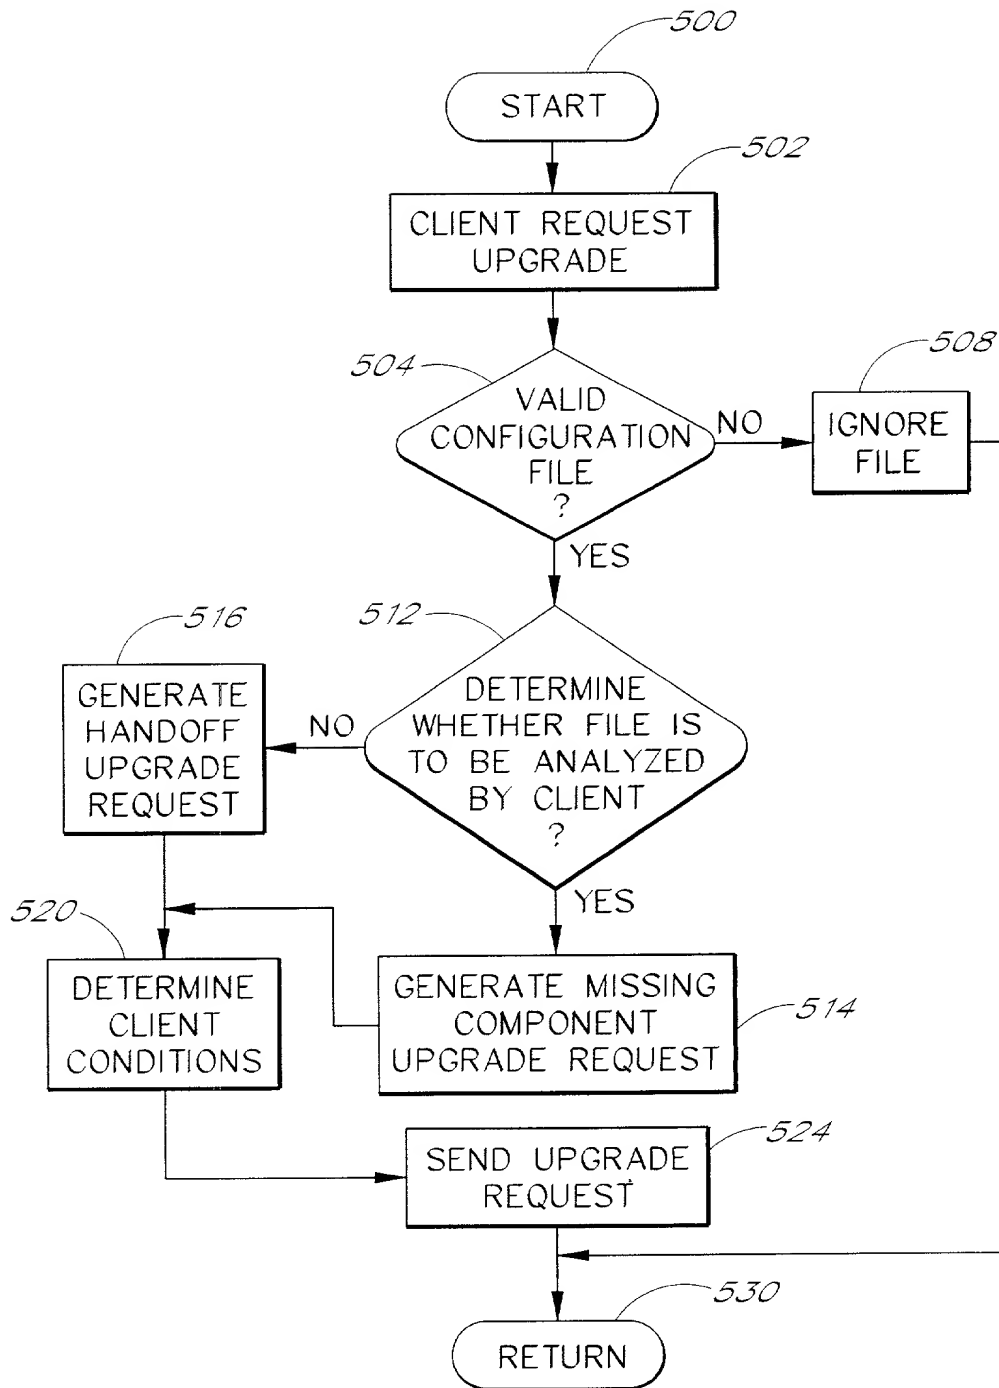 500
START
502
CLIENT REQUEST
UPGRADE
504
VALID
CONFIGURATION
FILE
?
NO
508
IGNORE
FILE
YES
512
DETERMINE
WHETHER FILE IS
TO BE ANALYZED
BY CLIENT
?
NO
516
GENERATE
HANDOFF
UPGRADE
REQUEST
YES
520
DETERMINE
CLIENT
CONDITIONS
GENERATE MISSING
COMPONENT
UPGRADE REQUEST
514
524
SEND UPGRADE
REQUEST
530
RETURN